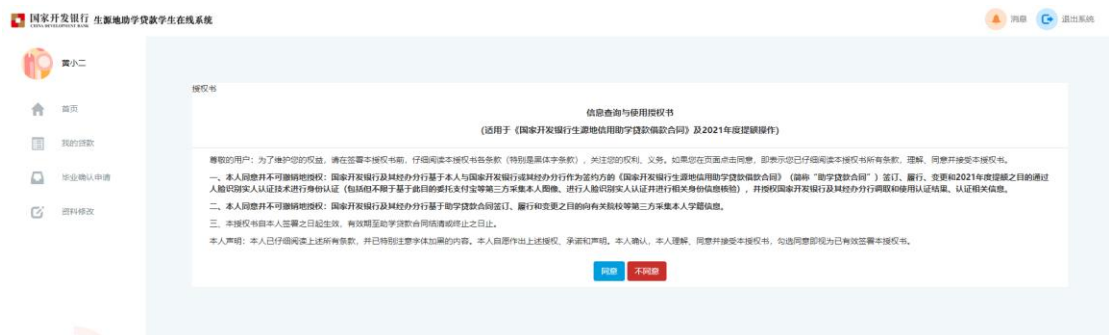 国家开发银行 生源地助学贷款学生在线系统
CHINA DEVELOPMENT BANK
消息
退出系统
黄小二
首页
我的贷款
毕业确认申请
资料修改
授权书
信息查询与使用授权书
(适用于《国家开发银行生源地信用助学贷款借款合同》及2021年度提额操作)
尊敬的用户：为了维护您的权益，请在签署本授权书前，仔细阅读本授权书各条款（特别是黑体字条款），关注您的权利、义务。如果您在页面点击同意，即表示您已仔细阅读本授权书所有条款，理解、同意并接受本授权书。
一、本人同意并不可撤销地授权：国家开发银行及其经办分行基于本人与国家开发银行或其经办分行作为签约方的《国家开发银行生源地信用助学贷款借款合同》（简称“助学贷款合同”）签订、履行、变更和2021年度提额之目的通过
人脸识别实人认证技术进行身份认证（包括但不限于基于此目的委托支付宝等第三方采集本人图像、进行人脸识别实人认证并进行相关身份信息核验），并授权国家开发银行及其经办分行调取和使用认证结果、认证相关信息。
二、本人同意并不可撤销地授权：国家开发银行及其经办分行基于助学贷款合同签订、履行和变更之目的向有关院校等第三方采集本人学籍信息。
三、本授权书自本人签署之日起生效，有效期至助学贷款合同结清或终止之日止。
本人声明：本人已仔细阅读上述所有条款，并已特别注意字体加黑的内容。本人自愿作出上述授权、承诺和声明。本人确认，本人理解、同意并接受本授权书，勾选同意即视为已有效签署本授权书。
同意
不同意